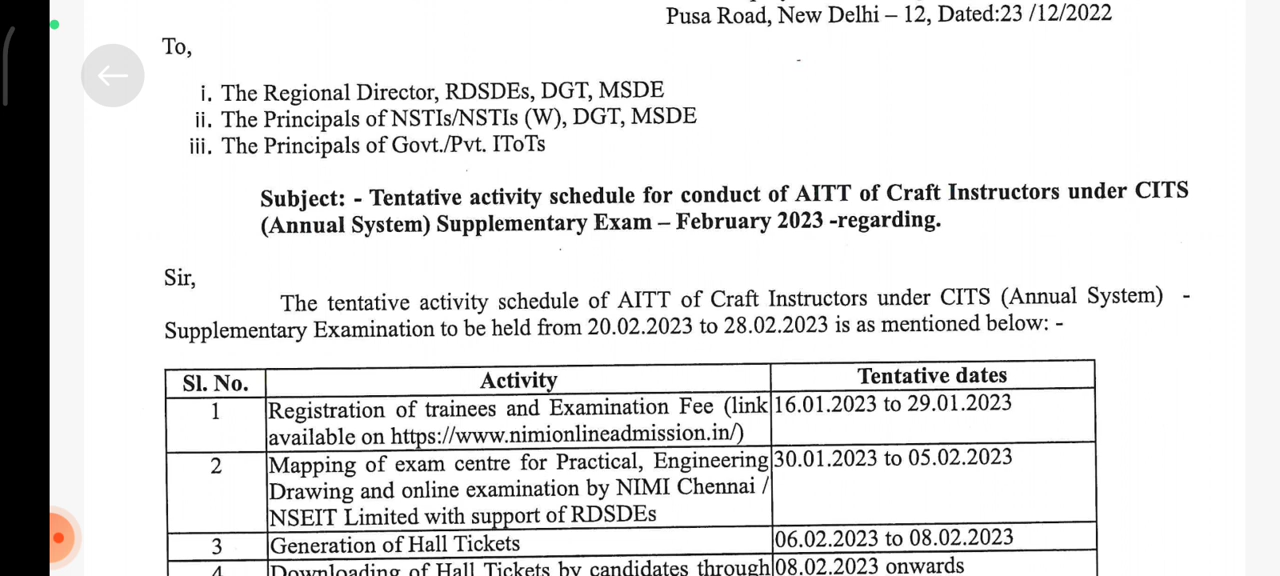 Pusa Road, New Delhi – 12, Dated:23 /12/2022
To,
i. The Regional Director, RDSDEs, DGT, MSDE
ii. The Principals of NSTIs/NSTIs (W), DGT, MSDE
iii. The Principals of Govt./Pvt. IToTs
Subject: - Tentative activity schedule for conduct of AITT of Craft Instructors under CITS
(Annual System) Supplementary Exam – February 2023 -regarding.
Sir,
The tentative activity schedule of AITT of Craft Instructors under CITS (Annual System) -
Supplementary Examination to be held from 20.02.2023 to 28.02.2023 is as mentioned below: -
Sl. No. Activity Tentative dates
1 Registration of trainees and Examination Fee (link 16.01.2023 to 29.01.2023
available on https://www.nimionlineadmission.in/)
2 Mapping of exam centre for Practical, Engineering 30.01.2023 to 05.02.2023
Drawing and online examination by NIMI Chennai /
NSEIT Limited with support of RDSDEs
3 Generation of Hall Tickets 06.02.2023 to 08.02.2023
4 Downloading of Hall Tickets by candidates through 08.02.2023 onwards